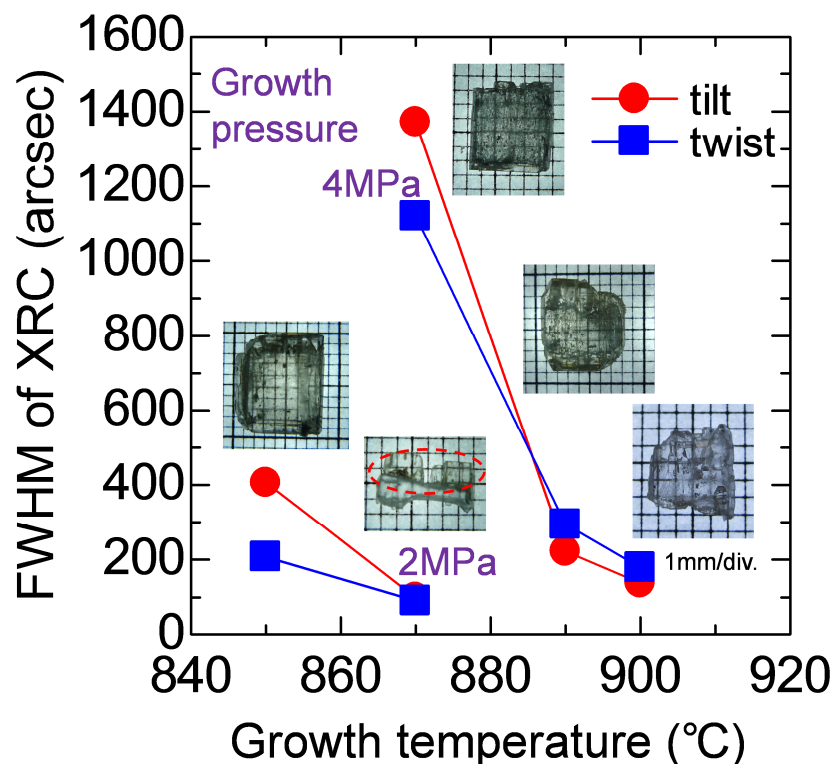 1600
1400
1200
1000
800
600
400
200
0
FWHM of XRC (arcsec)
Growth
pressure
4MPa
2MPa
tilt
twist
1mm/div.
840 860 880 900 920
Growth temperature (℃)